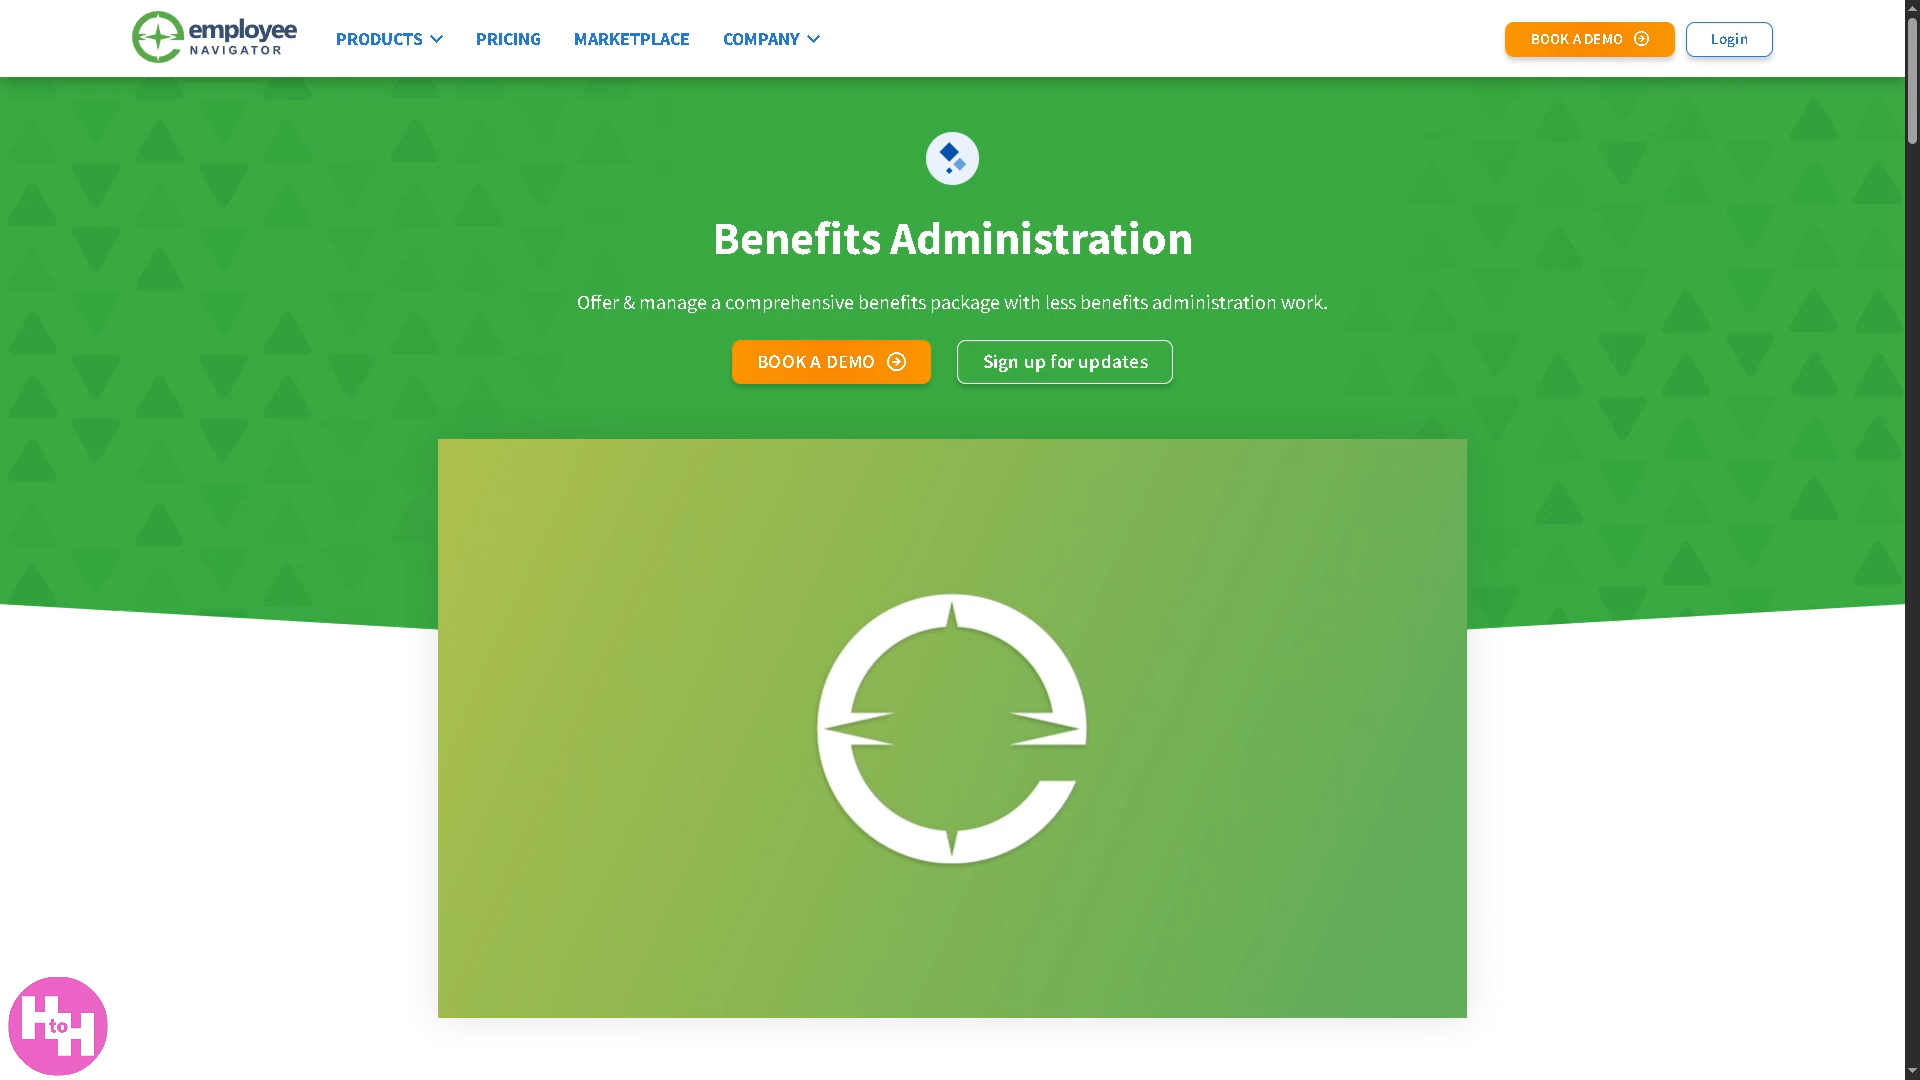 employee
NAVIGATOR
PRODUCTS
PRICING
MARKETPLACE
COMPANY
BOOK A DEMO
Login
Benefits Administration
Offer & manage a comprehensive benefits package with less benefits administration work.
BOOK A DEMO
Sign up for updates
H to H